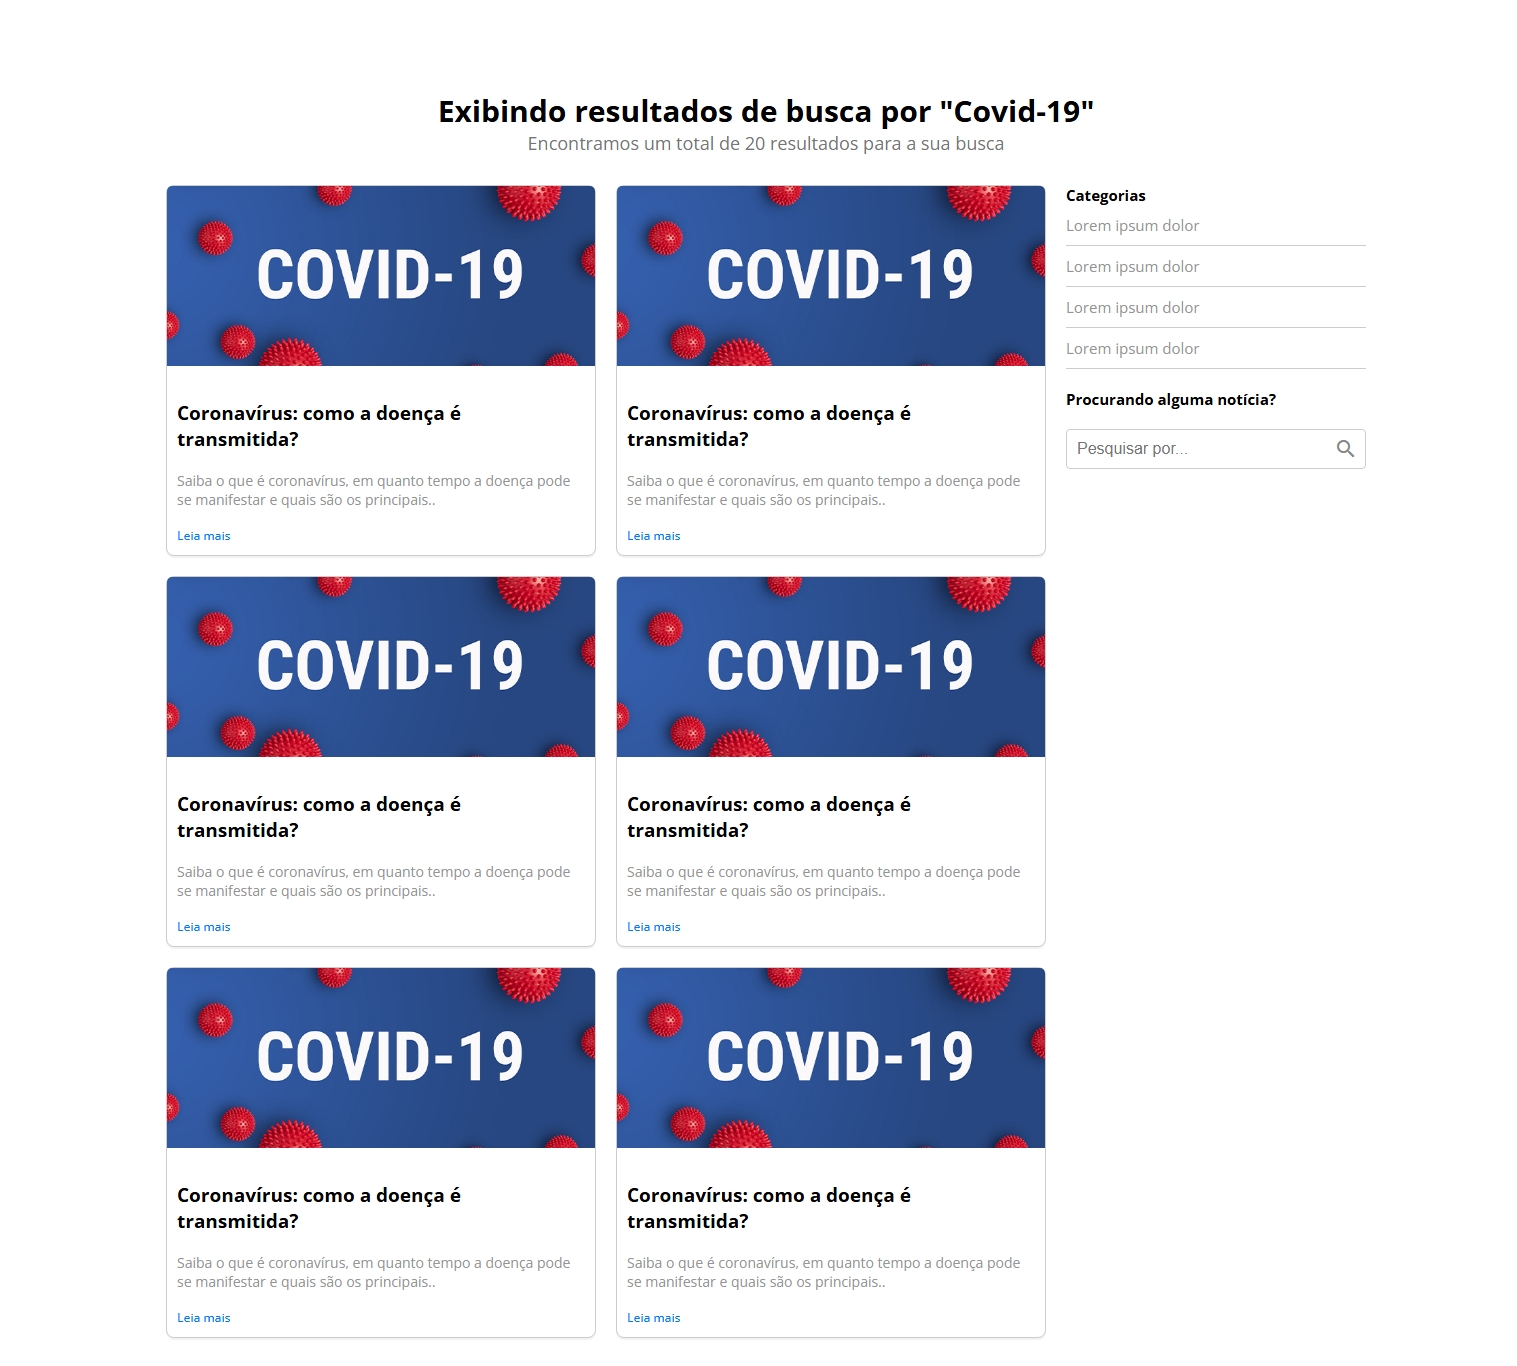 Exibindo resultados de busca por "Covid-19"
Encontramos um total de 20 resultados para a sua busca
COVID-19
Coronavírus: como a doença é
transmitida?
Saiba o que é coronavírus, em quanto tempo a doença pode
se manifestar e quais são os principais..
Leia mais
COVID-19
Coronavírus: como a doença é
transmitida?
Saiba o que é coronavírus, em quanto tempo a doença pode
se manifestar e quais são os principais..
Leia mais
COVID-19
Coronavírus: como a doença é
transmitida?
Saiba o que é coronavírus, em quanto tempo a doença pode
se manifestar e quais são os principais..
Leia mais
COVID-19
Coronavírus: como a doença é
transmitida?
Saiba o que é coronavírus, em quanto tempo a doença pode
se manifestar e quais são os principais..
Leia mais
COVID-19
Coronavírus: como a doença é
transmitida?
Saiba o que é coronavírus, em quanto tempo a doença pode
se manifestar e quais são os principais..
Leia mais
COVID-19
Coronavírus: como a doença é
transmitida?
Saiba o que é coronavírus, em quanto tempo a doença pode
se manifestar e quais são os principais..
Leia mais
Categorias
Lorem ipsum dolor
Lorem ipsum dolor
Lorem ipsum dolor
Lorem ipsum dolor
Procurando alguma notícia?
Pesquisar por...